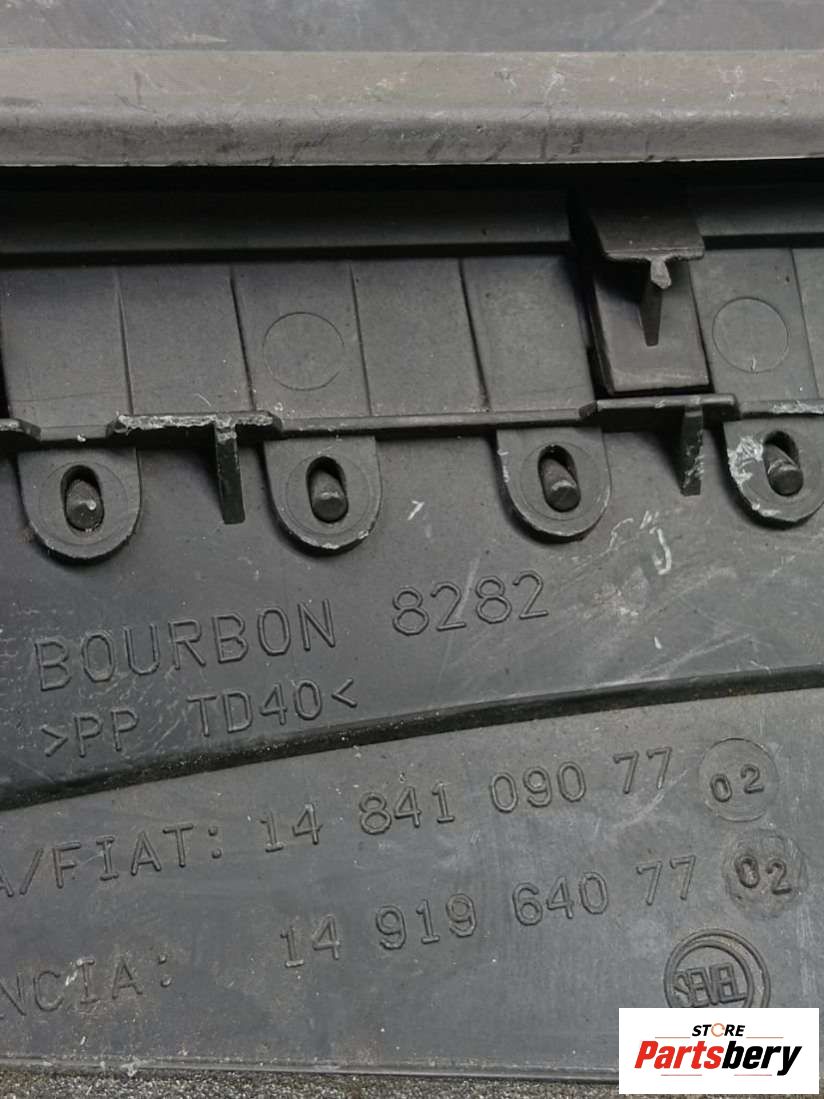 BOURBON 8282
>PP TD40<
A/FIAT: 14 841 090 77 02
NCIA: 14 919 640 77 02
SEVEL
STORE
Partsbery